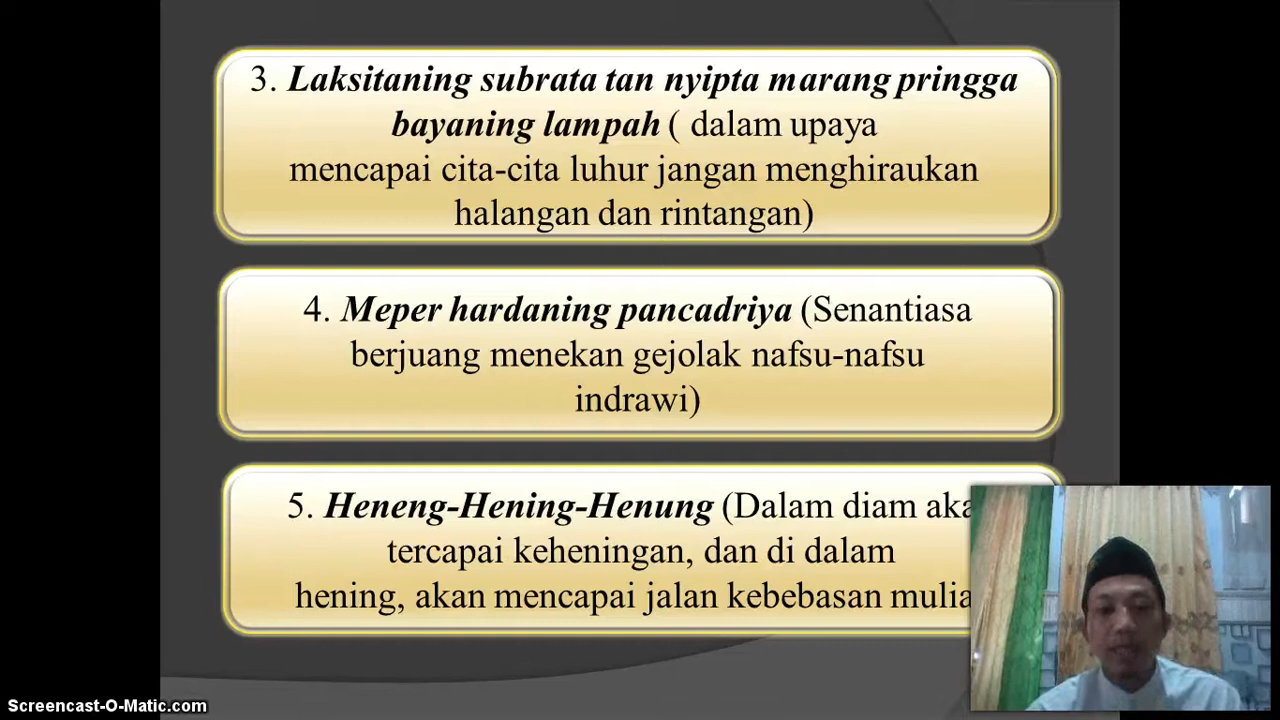 3. Laksitaning subrata tan nyipta marang pringga
bayaning lampah ( dalam upaya
mencapai cita-cita luhur jangan menghiraukan
halangan dan rintangan)
4. Meper hardaning pancadriya (Senantiasa
berjuang menekan gejolak nafsu-nafsu
indrawi)
5. Heneng-Hening-Henung (Dalam diam
tercapai keheningan, dan di dalam
hening, akan mencapai jalan kebebasan mulia
Screencast-O-Matic.com